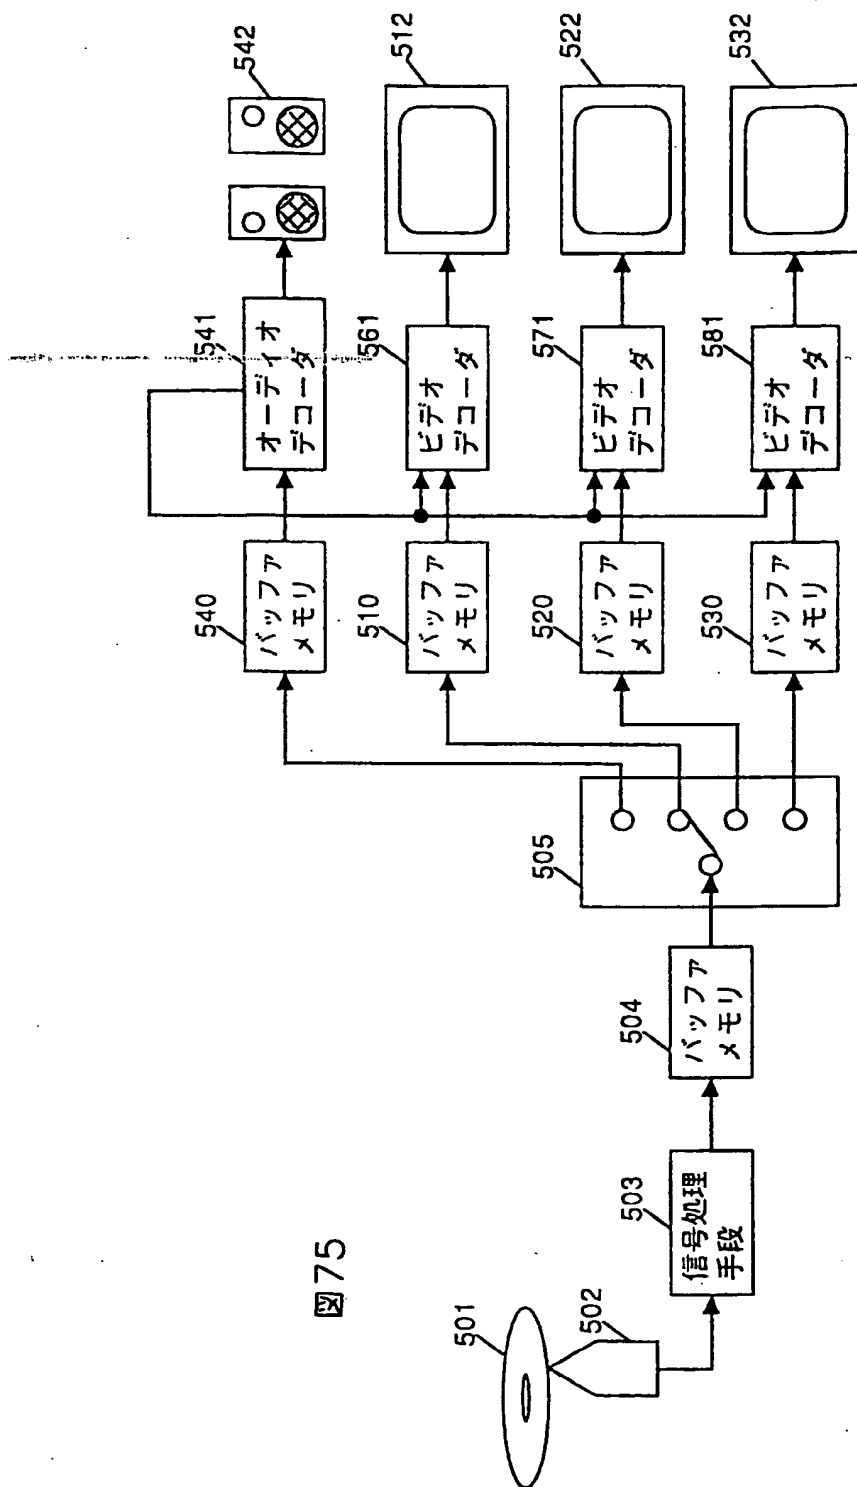 図75
501
502
503
信号処理
手段
504
バッファ
メモリ
505
540
バッファ
メモリ
541
オーディオ
デコーダ
542
510
バッファ
メモリ
561
ビデオ
デコーダ
512
520
バッファ
メモリ
571
ビデオ
デコーダ
522
530
バッファ
メモリ
581
ビデオ
デコーダ
532